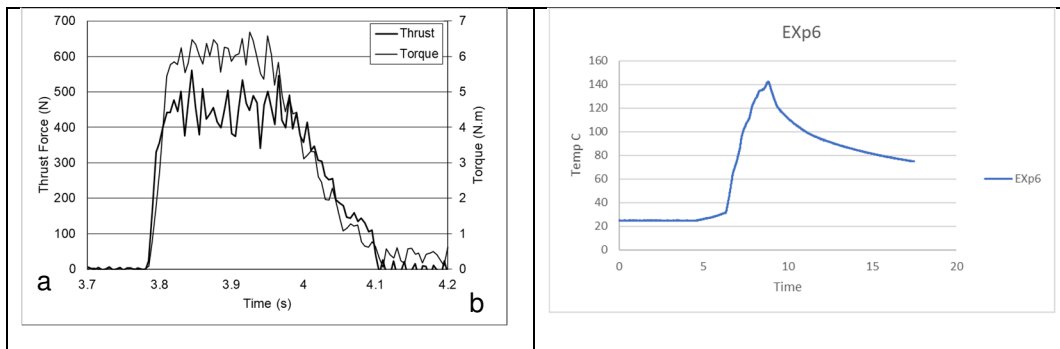 700
600
500
400
300
200
100
0
Thrust Force (N)
7
6
5
4
3
2
1
0
Torque (N.m)
Thrust
Torque
3.7 3.8 3.9 4 4.1 4.2
Time (s)
a
b
EXp6
160
140
120
100
80
60
40
20
0
Temp C
0 5 10 15 20
Time
EXp6